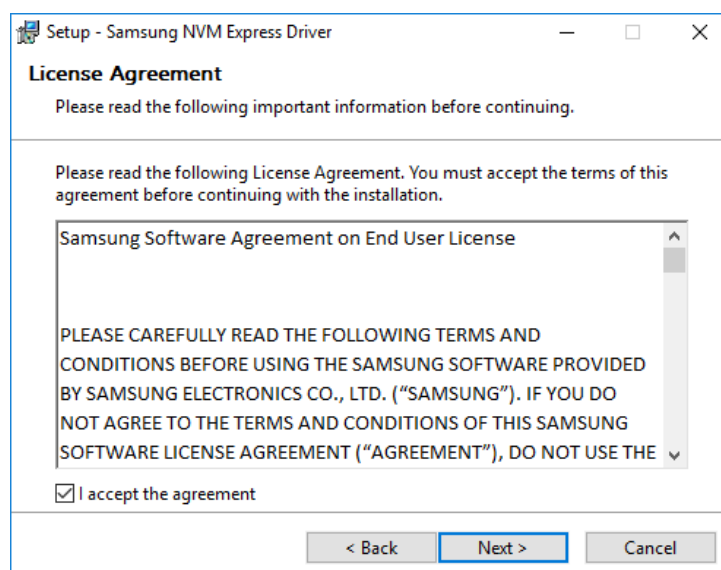 Setup - Samsung NVM Express Driver
License Agreement
Please read the following important information before continuing.
Please read the following License Agreement. You must accept the terms of this
agreement before continuing with the installation.
Samsung Software Agreement on End User License
PLEASE CAREFULLY READ THE FOLLOWING TERMS AND
CONDITIONS BEFORE USING THE SAMSUNG SOFTWARE PROVIDED
BY SAMSUNG ELECTRONICS CO., LTD. (“SAMSUNG”). IF YOU DO
NOT AGREE TO THE TERMS AND CONDITIONS OF THIS SAMSUNG
SOFTWARE LICENSE AGREEMENT (“AGREEMENT”), DO NOT USE THE
I accept the agreement
< Back Next > Cancel